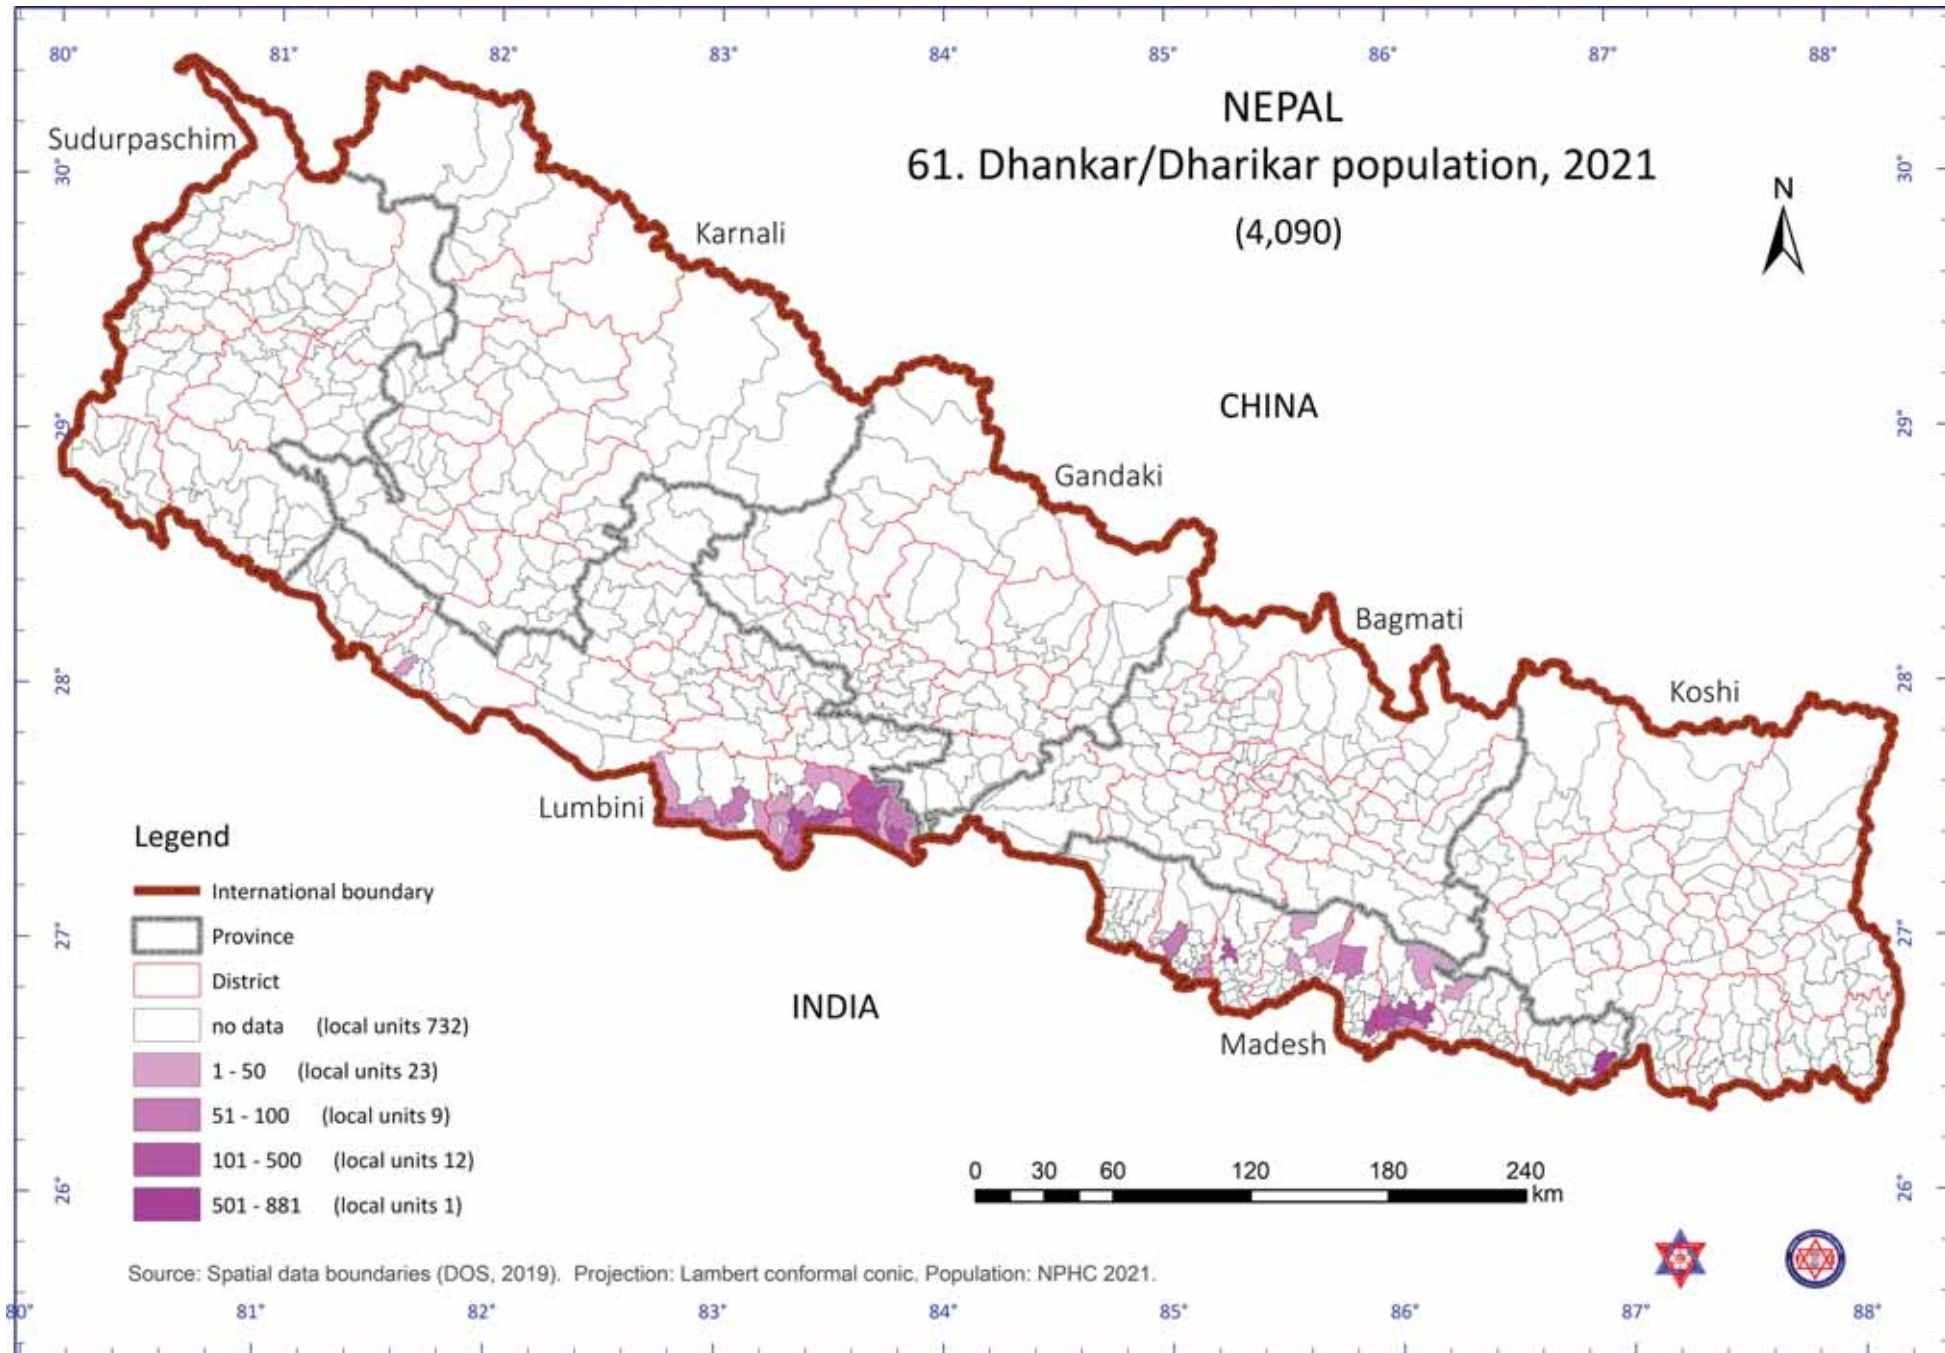 80° 81° 82° 83° 84° 85° 86° 87° 88°
NEPAL
61. Dhankar/Dharikar population, 2021
(4,090)
N
Sudurpaschim
30° 30°
Karnali
CHINA
29° 29°
Gandaki
Bagmati
28° 28°
Koshi
Lumbini
Legend
International boundary
Province
District
no data (local units 732)
1 - 50 (local units 23)
51 - 100 (local units 9)
101 - 500 (local units 12)
501 - 881 (local units 1)
27° 27°
INDIA
Madesh
0 30 60 120 180 240
km
26° 26°
Source: Spatial data boundaries (DOS, 2019). Projection: Lambert conformal conic. Population: NPHC 2021.
80° 81° 82° 83° 84° 85° 86° 87° 88°